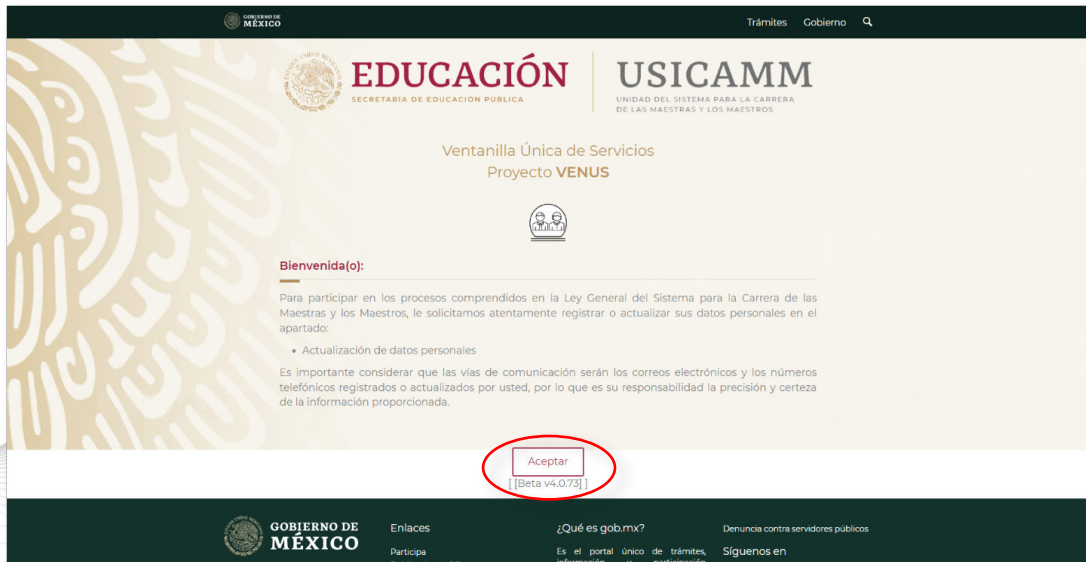 GOBIERNO DE
MÉXICO
Trámites Gobierno
EDUCACIÓN
SECRETARÍA DE EDUCACIÓN PÚBLICA
USICAMM
UNIDAD DEL SISTEMA PARA LA CARRERA
DE LAS MAESTRAS Y LOS MAESTROS
Ventanilla Única de Servicios
Proyecto VENUS
Bienvenida(o):
Para participar en los procesos comprendidos en la Ley General del Sistema para la Carrera de las
Maestras y los Maestros, le solicitamos atentamente registrar o actualizar sus datos personales en el
apartado:
• Actualización de datos personales
Es importante considerar que las vías de comunicación serán los correos electrónicos y los números
telefónicos registrados o actualizados por usted, por lo que es su responsabilidad la precisión y certeza
de la información proporcionada.
Aceptar
[ [Beta v4.0.73] ]
GOBIERNO DE
MÉXICO
Enlaces
Participa
¿Qué es gob.mx?
Es el portal único de trámites,
información y participación
Denuncia contra servidores públicos
Síguenos en